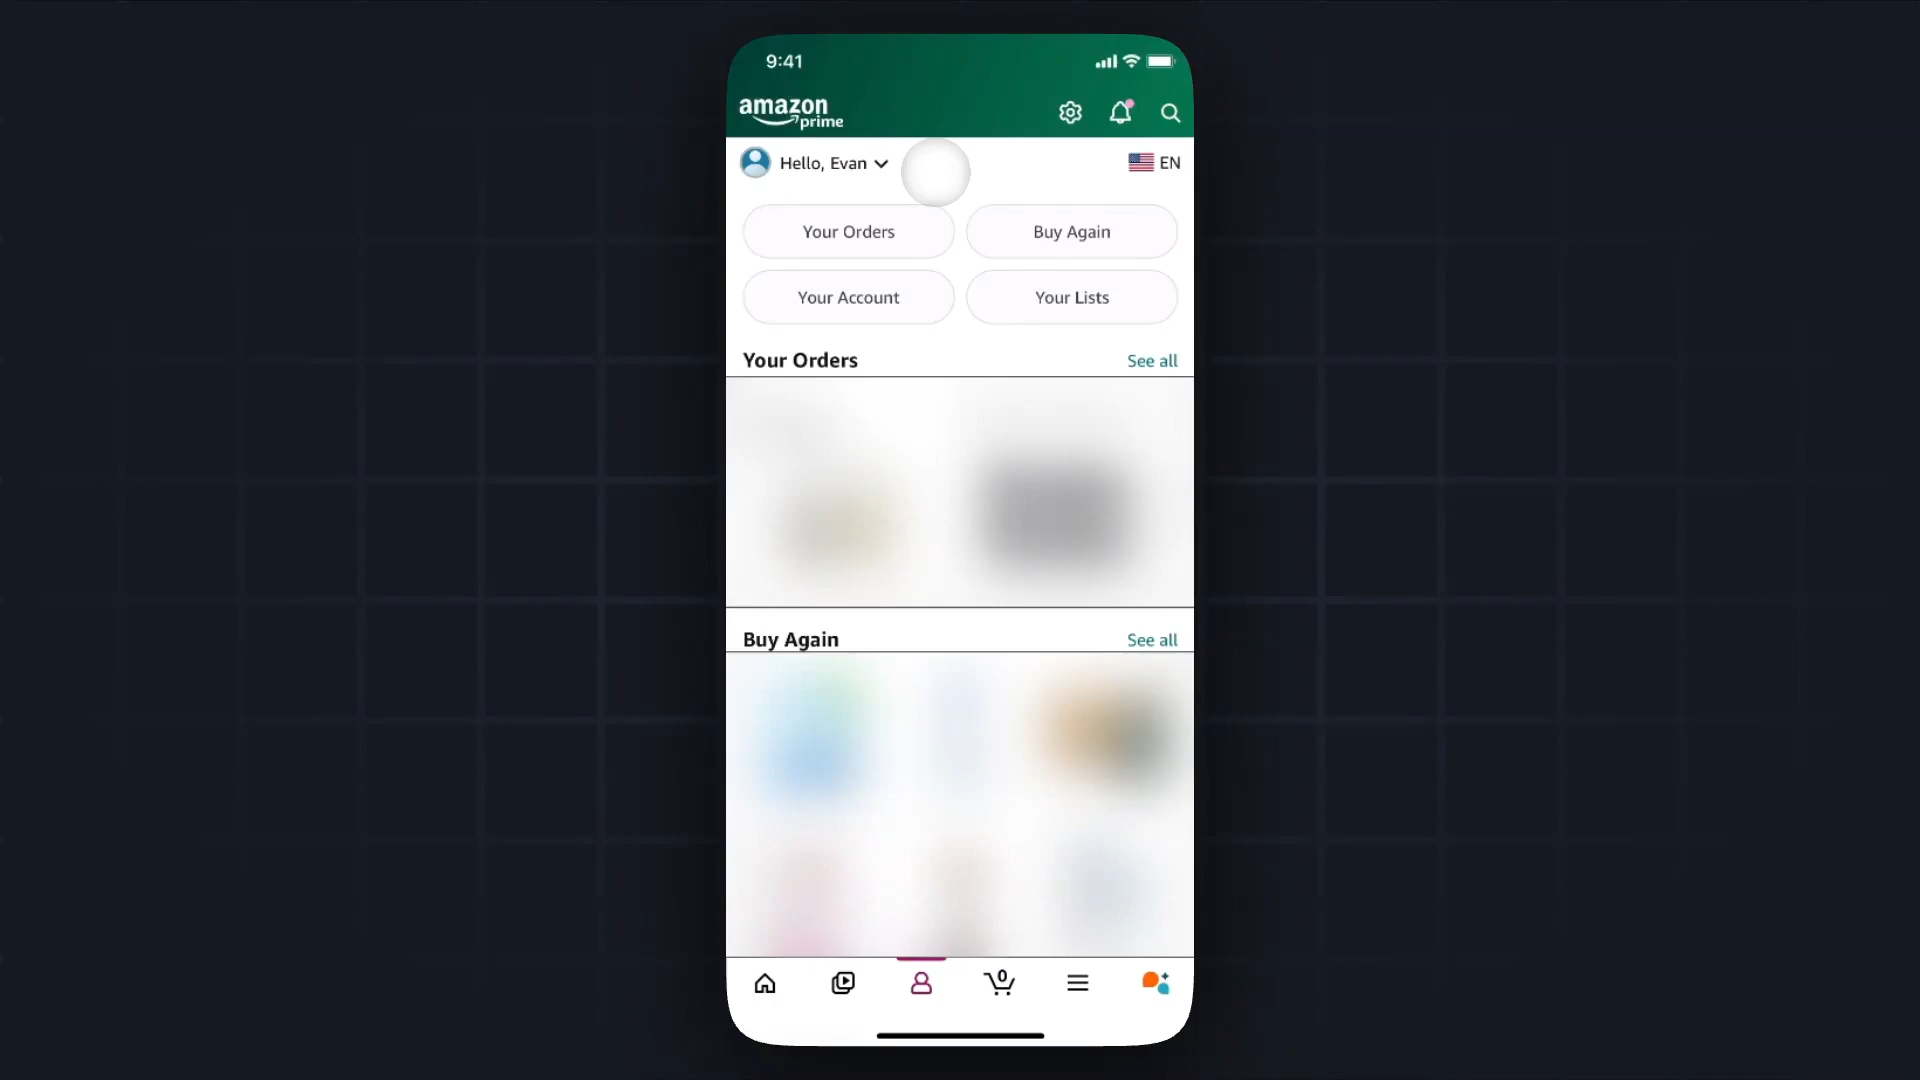 9:41
amazon
prime
Hello, Evan
EN
Your Orders
Buy Again
Your Account
Your Lists
Your Orders
See all
Buy Again
See all
0